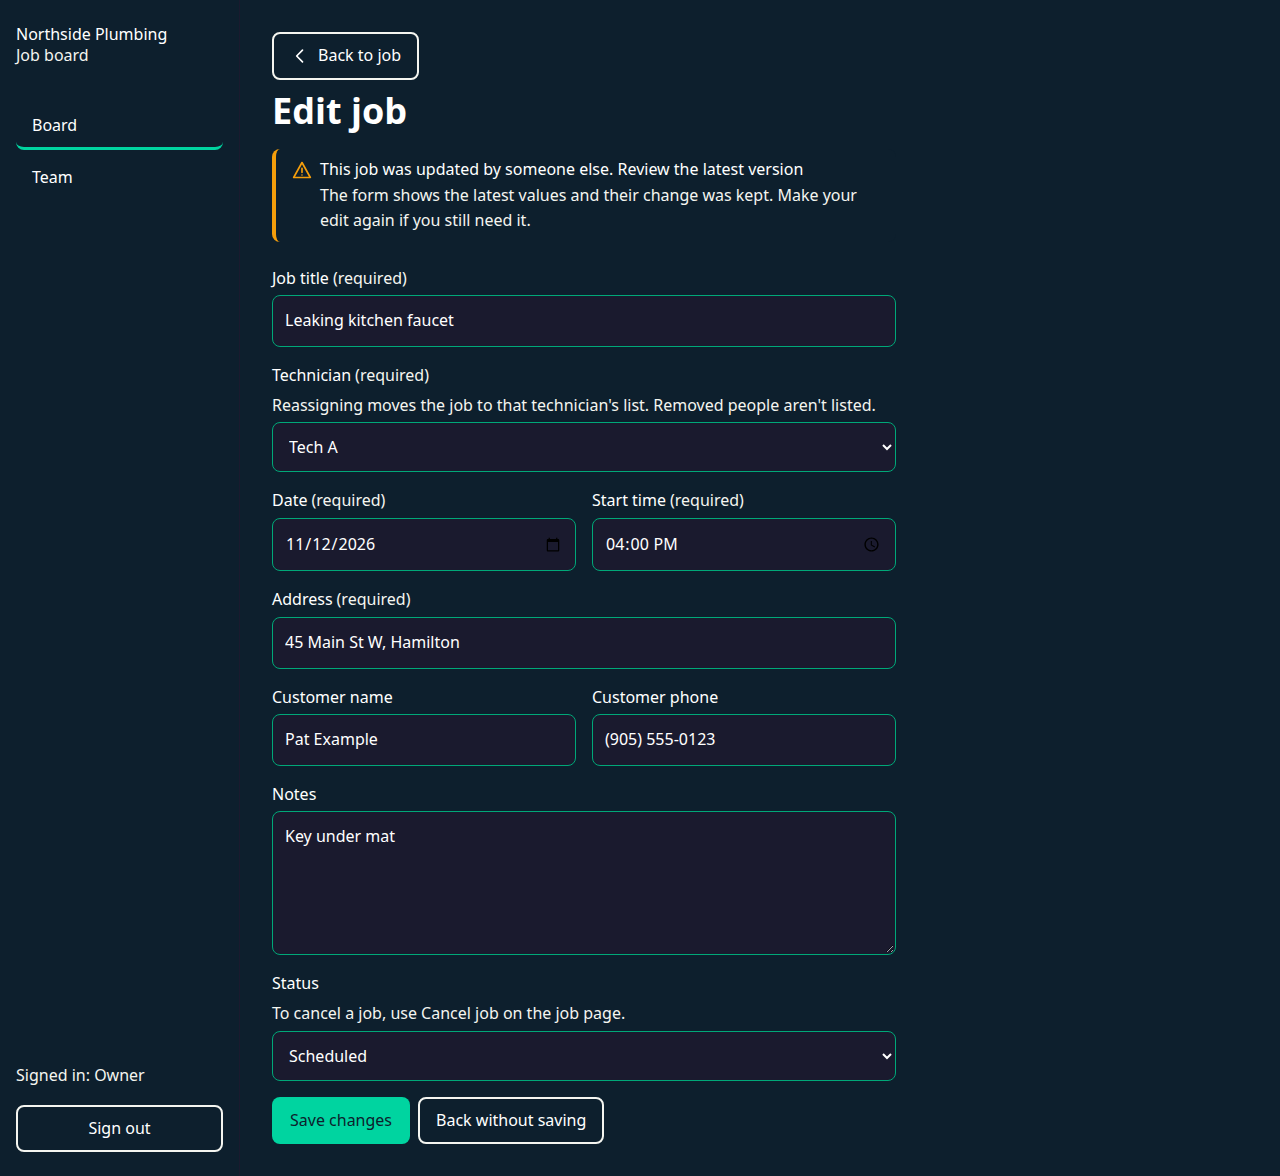 Northside Plumbing
Job board
Board
Team
Signed in: Owner
Sign out
Back to job
Edit job
This job was updated by someone else. Review the latest version
The form shows the latest values and their change was kept. Make your
edit again if you still need it.
Job title (required)
Leaking kitchen faucet
Technician (required)
Reassigning moves the job to that technician's list. Removed people aren't listed.
Tech A
Date (required)
11/12/2026
Start time (required)
04:00 PM
Address (required)
45 Main St W, Hamilton
Customer name
Pat Example
Customer phone
(905) 555-0123
Notes
Key under mat
Status
To cancel a job, use Cancel job on the job page.
Scheduled
Save changes
Back without saving